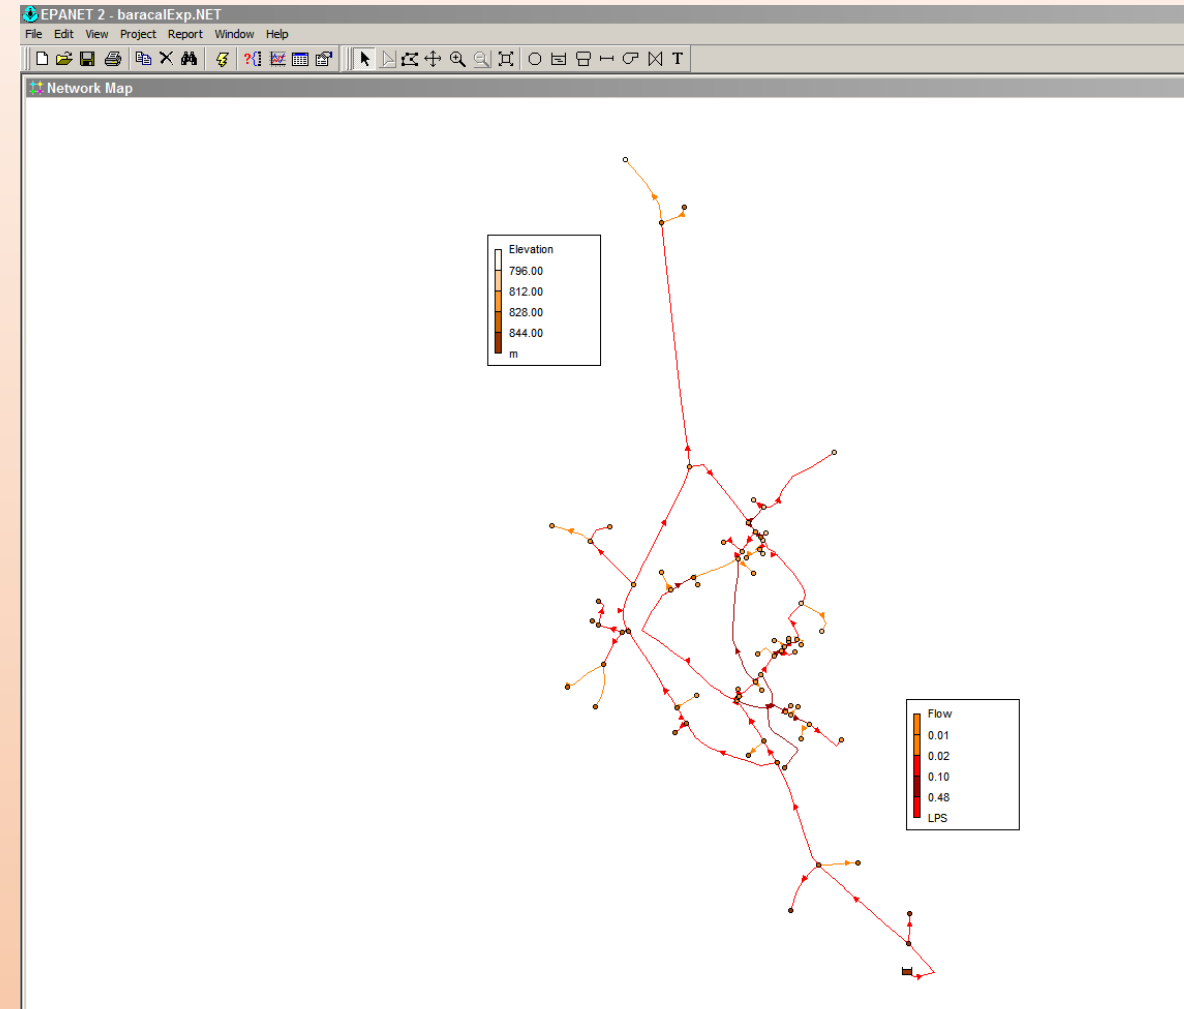 EPANET 2 - baracalExp.NET
File Edit View Project Report Window Help
T
Network Map
Elevation
796.00
812.00
828.00
844.00
m
Flow
0.01
0.02
0.10
0.48
LPS